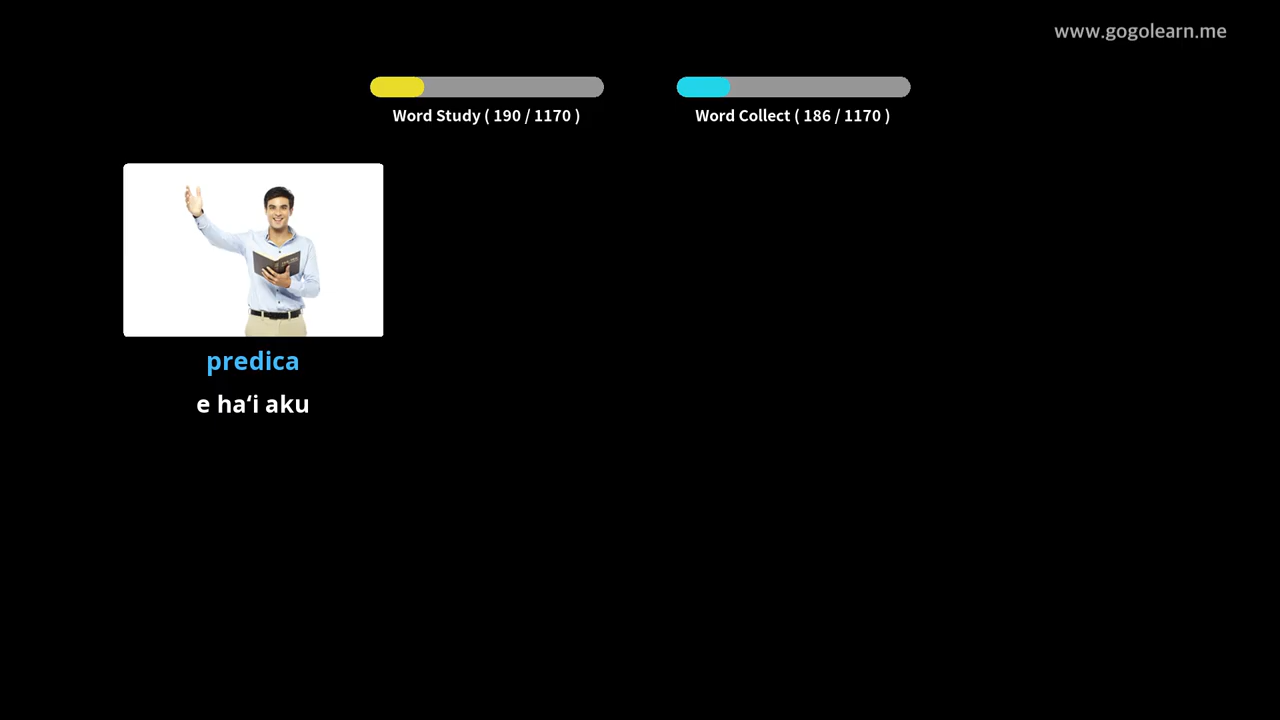 www.gogolearn.me
Word Study ( 190 / 1170 )
Word Collect ( 186 / 1170 )
predica
e haʻi aku